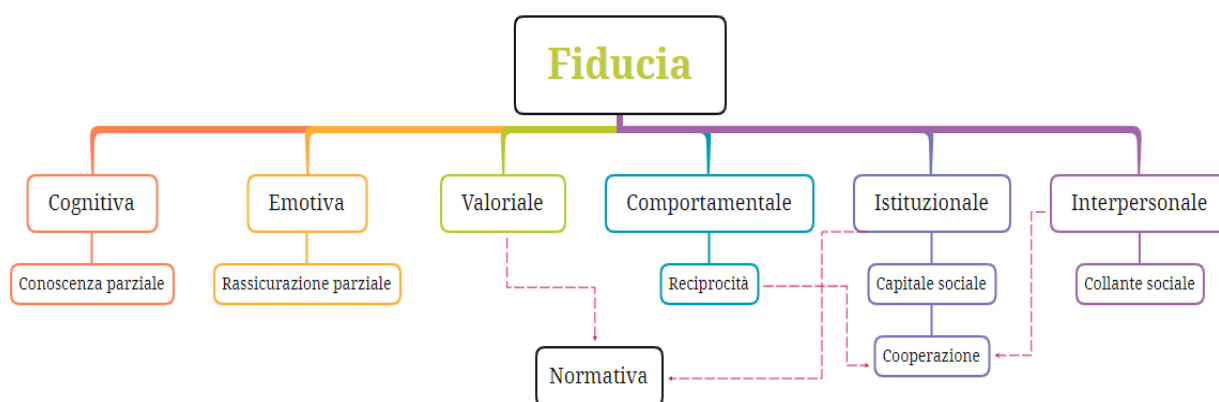 Fiducia
Cognitiva
Emotiva
Valoriale
Comportamentale
Istituzionale
Interpersonale
Conoscenza parziale
Rassicurazione parziale
Reciprocità
Capitale sociale
Collante sociale
Cooperazione
Normativa